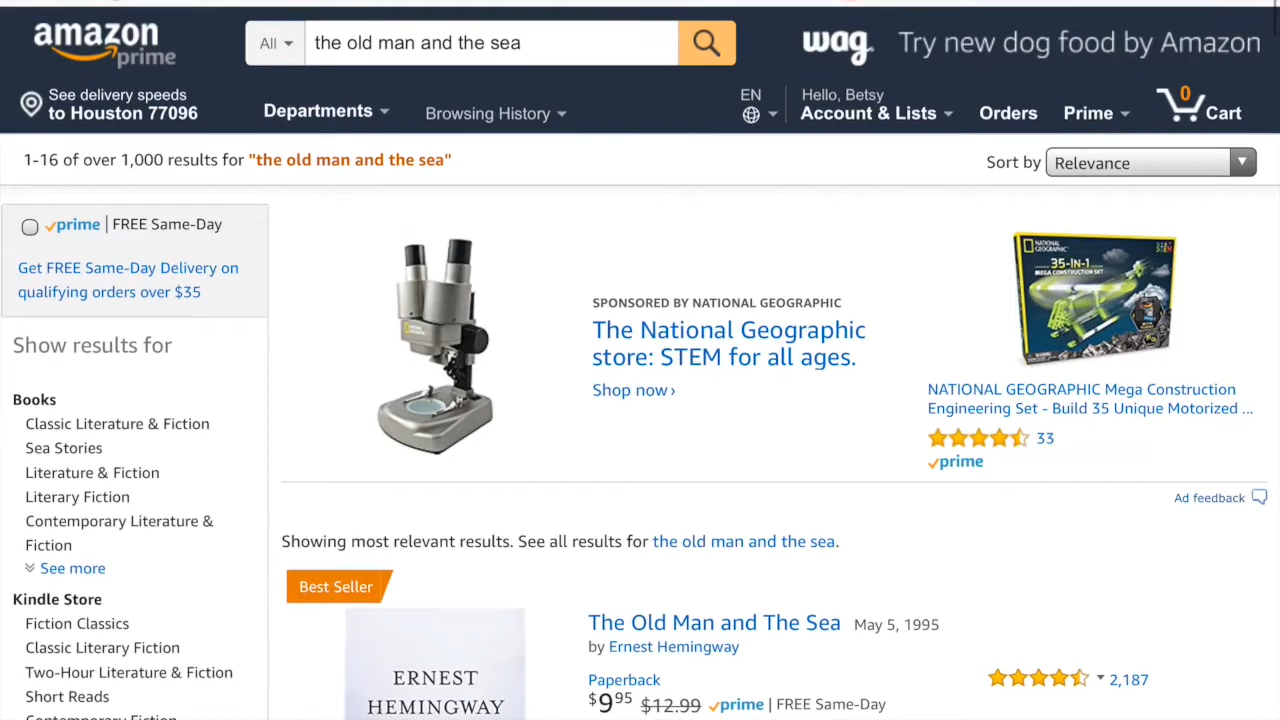 amazon
prime
All
the old man and the sea
wag.
Try new dog food by Amazon
See delivery speeds
to Houston 77096
Departments
Browsing History
EN
Hello, Betsy
Account & Lists
Orders
Prime
0
Cart
1-16 of over 1,000 results for "the old man and the sea"
Sort by
Relevance
prime | FREE Same-Day
Get FREE Same-Day Delivery on
qualifying orders over $35
Show results for
Books
Classic Literature & Fiction
Sea Stories
Literature & Fiction
Literary Fiction
Contemporary Literature &
Fiction
See more
Kindle Store
Fiction Classics
Classic Literary Fiction
Two-Hour Literature & Fiction
Short Reads
Contemporary Fiction
SPONSORED BY NATIONAL GEOGRAPHIC
The National Geographic
store: STEM for all ages.
Shop now ›
NATIONAL
GEOGRAPHIC
STEM
35-IN-1
MEGA CONSTRUCTION SET
NATIONAL GEOGRAPHIC Mega Construction
Engineering Set - Build 35 Unique Motorized ...
33
prime
Ad feedback
Showing most relevant results. See all results for the old man and the sea.
Best Seller
ERNEST
HEMINGWAY
The Old Man and The Sea May 5, 1995
by Ernest Hemingway
Paperback
$9 95 $12.99 prime | FREE Same-Day
2,187